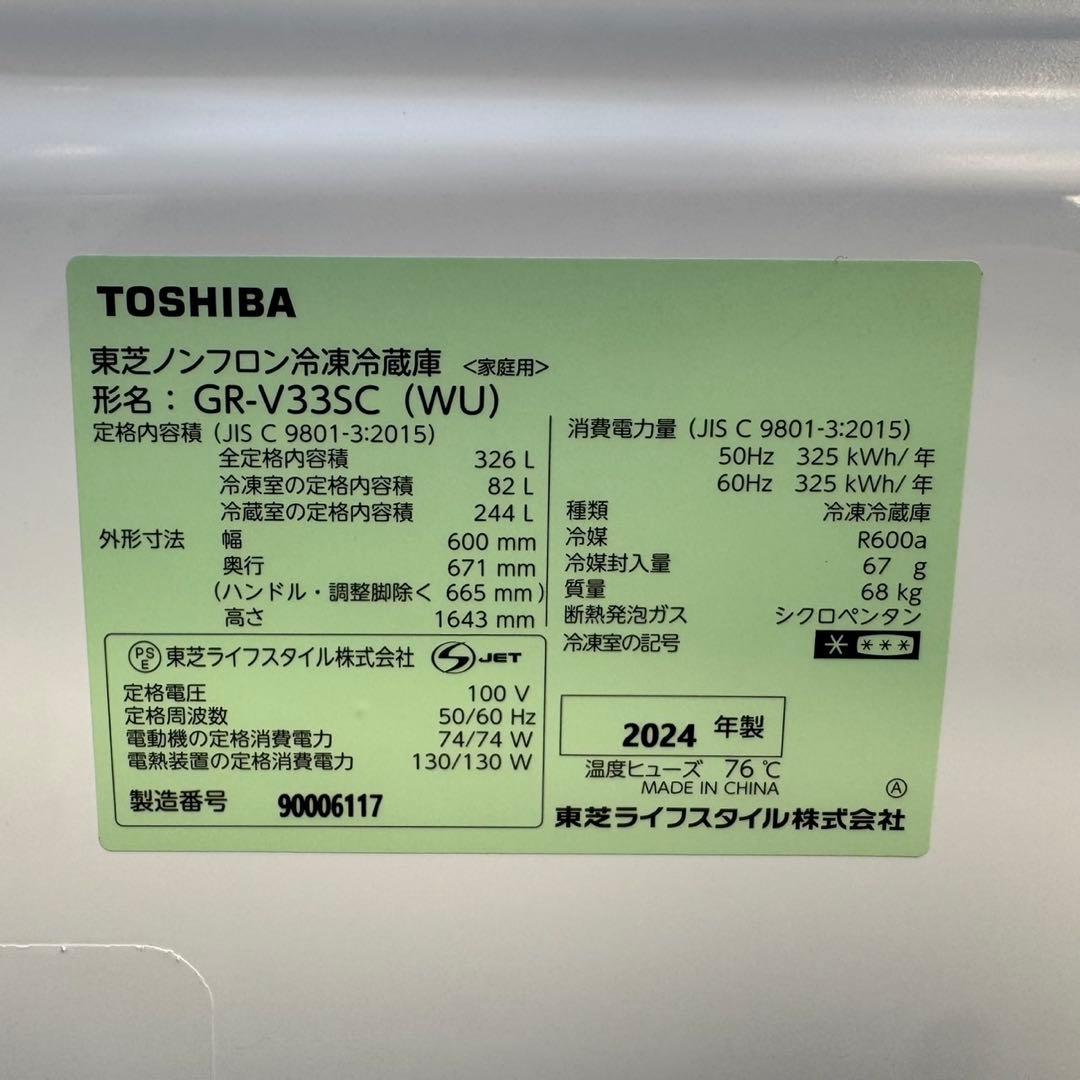 TOSHIBA
東芝ノンフロン冷凍冷蔵庫 <家庭用>
形名： GR-V33SC (WU)
定格内容積 (JIS C 9801-3:2015)
全定格内容積 326 L
冷凍室の定格内容積 82 L
冷蔵室の定格内容積 244 L
外形寸法 幅 600 mm
奥行 671 mm
(ハンドル・調整脚除く 665 mm)
高さ 1643 mm
PSE 東芝ライフスタイル株式会社 JET
定格電圧 100 V
定格周波数 50/60 Hz
電動機の定格消費電力 74/74 W
電熱装置の定格消費電力 130/130 W
製造番号 90006117
消費電力量 (JIS C 9801-3:2015)
50Hz 325 kWh/年
60Hz 325 kWh/年
種類 冷凍冷蔵庫
冷媒 R600a
冷媒封入量 67 g
質量 68 kg
断熱発泡ガス シクロペンタン
冷凍室の記号 * ***
2024 年製
温度ヒューズ 76℃
MADE IN CHINA Ⓐ
東芝ライフスタイル株式会社